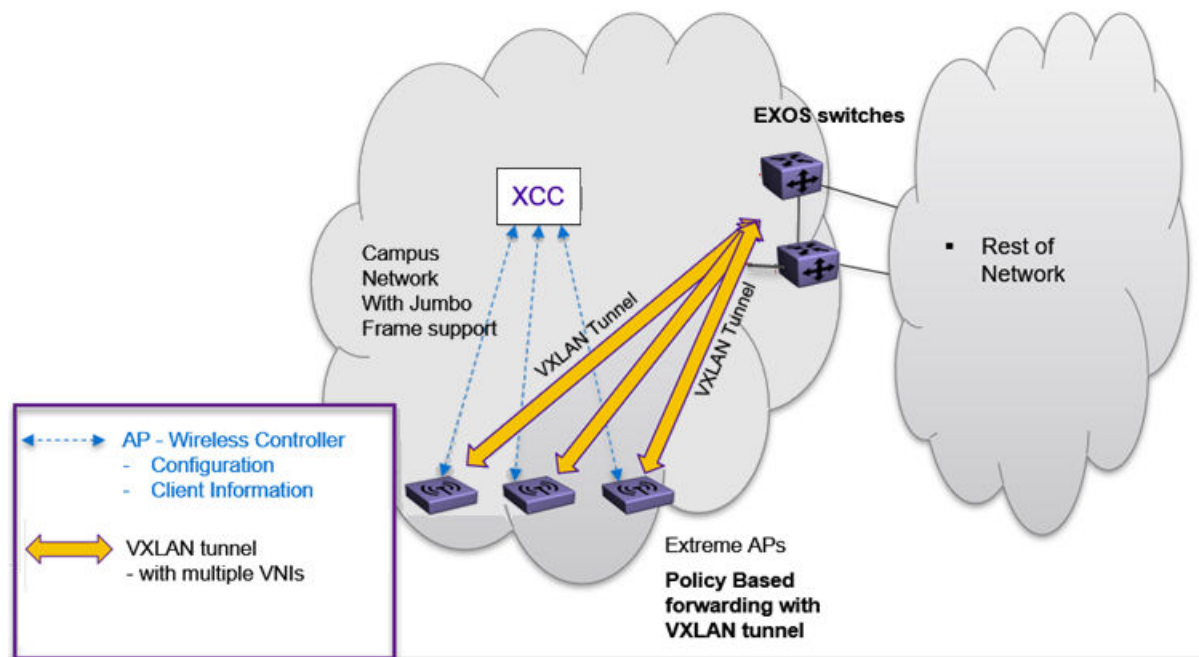 EXOS switches
XCC
Campus
Network
With Jumbo
Frame support
▪ Rest of
Network
VXLAN Tunnel
VXLAN Tunnel
AP - Wireless Controller
- Configuration
- Client Information
VXLAN tunnel
- with multiple VNIs
Extreme APs
Policy Based
forwarding with
VXLAN tunnel